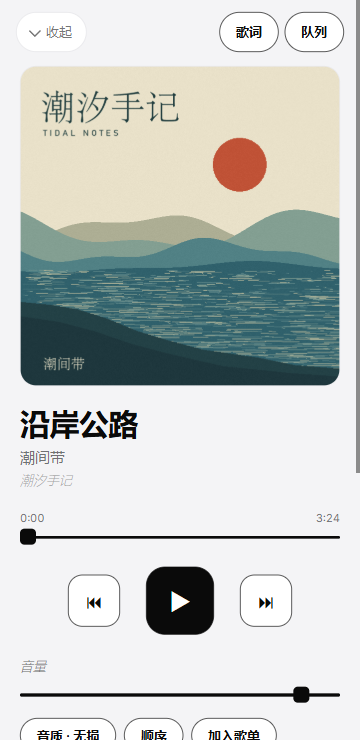 收起
歌词
队列
潮汐手记
TIDAL NOTES
潮间带
沿岸公路
潮间带
潮汐手记
0:00
3:24
音量
音质 · 无损
顺序
加入歌单